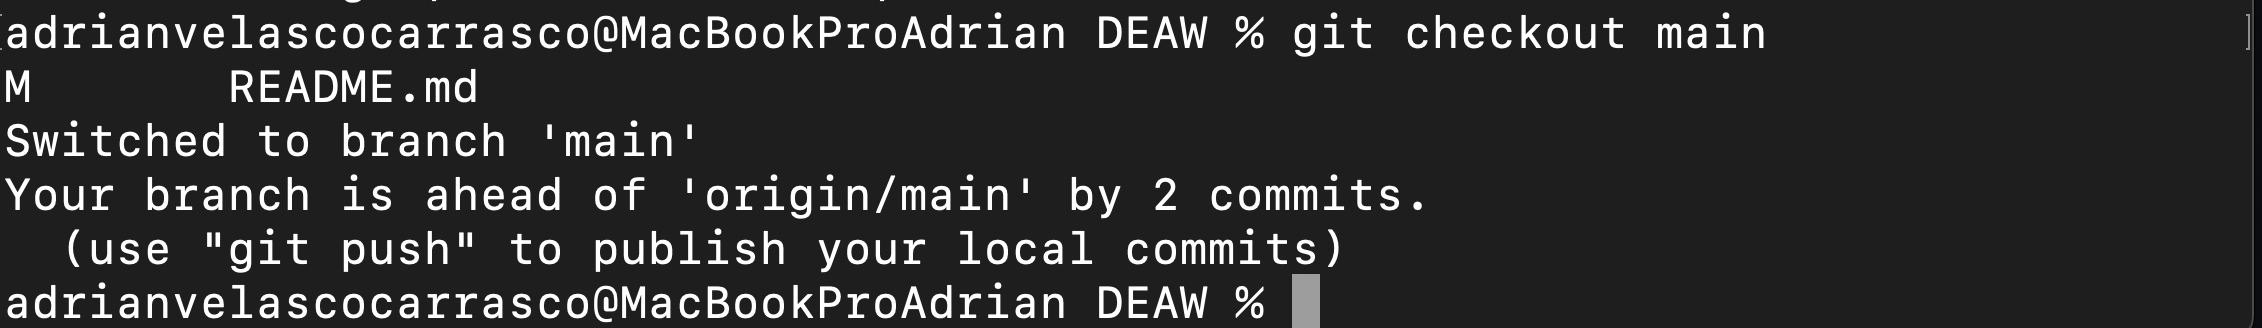 adrianvelascocarrasco@MacBookProAdrian DEAW % git checkout main
M       README.md
Switched to branch 'main'
Your branch is ahead of 'origin/main' by 2 commits.
  (use "git push" to publish your local commits)
adrianvelascocarrasco@MacBookProAdrian DEAW %